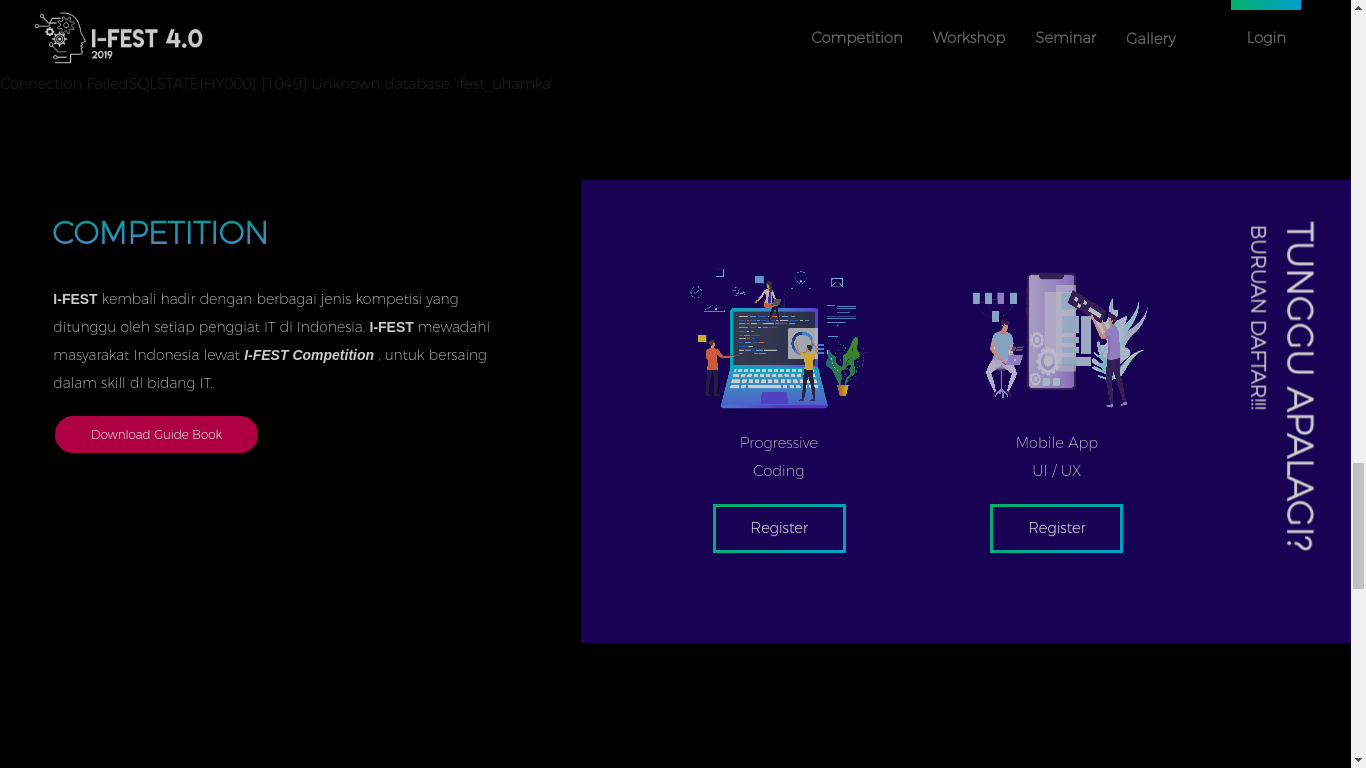 I-FEST 4.0
2019
Competition
Workshop
Seminar
Gallery
Login
Connection FailedSQLSTATE[HY000] [1049] Unknown database 'ifest_uhamka'
COMPETITION
I-FEST kembali hadir dengan berbagai jenis kompetisi yang
ditunggu oleh setiap penggiat IT di Indonesia. I-FEST mewadahi
masyarakat Indonesia lewat I-FEST Competition , untuk bersaing
dalam skill di bidang IT.
Download Guide Book
Progressive
Coding
Register
Mobile App
UI / UX
Register
TUNGGU APALAGI?
BURUAN DAFTAR!!!